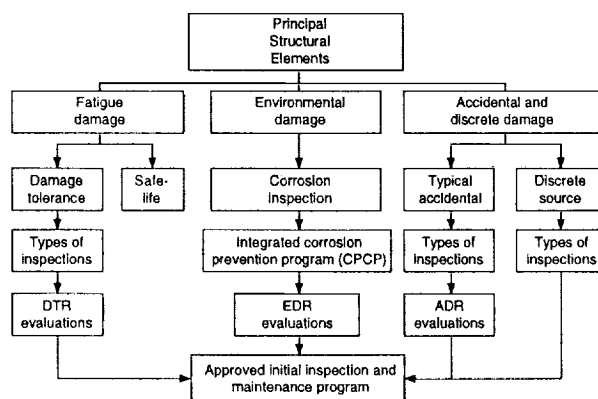 Principal
Structural
Elements
Fatigue
damage
Environmental
damage
Accidental and
discrete damage
Damage
tolerance
Safe-
life
Corrosion
inspection
Typical
accidental
Discrete
source
Types of
inspections
Integrated corrosion
prevention program (CPCP)
Types of
inspections
Types of
inspections
DTR
evaluations
EDR
evaluations
ADR
evaluations
Approved initial inspection and
maintenance program